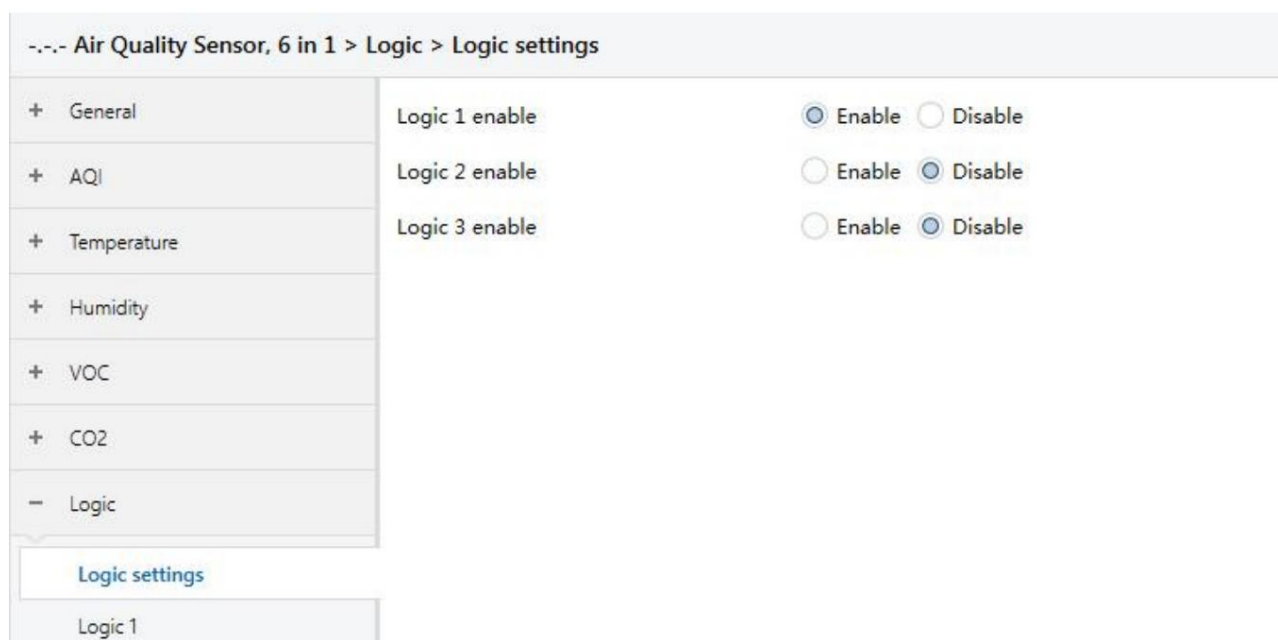 -.-.- Air Quality Sensor, 6 in 1 > Logic > Logic settings
+ General
+ AQI
+ Temperature
+ Humidity
+ VOC
+ CO2
- Logic
Logic settings
Logic 1
Logic 1 enable Enable Disable
Logic 2 enable Enable Disable
Logic 3 enable Enable Disable